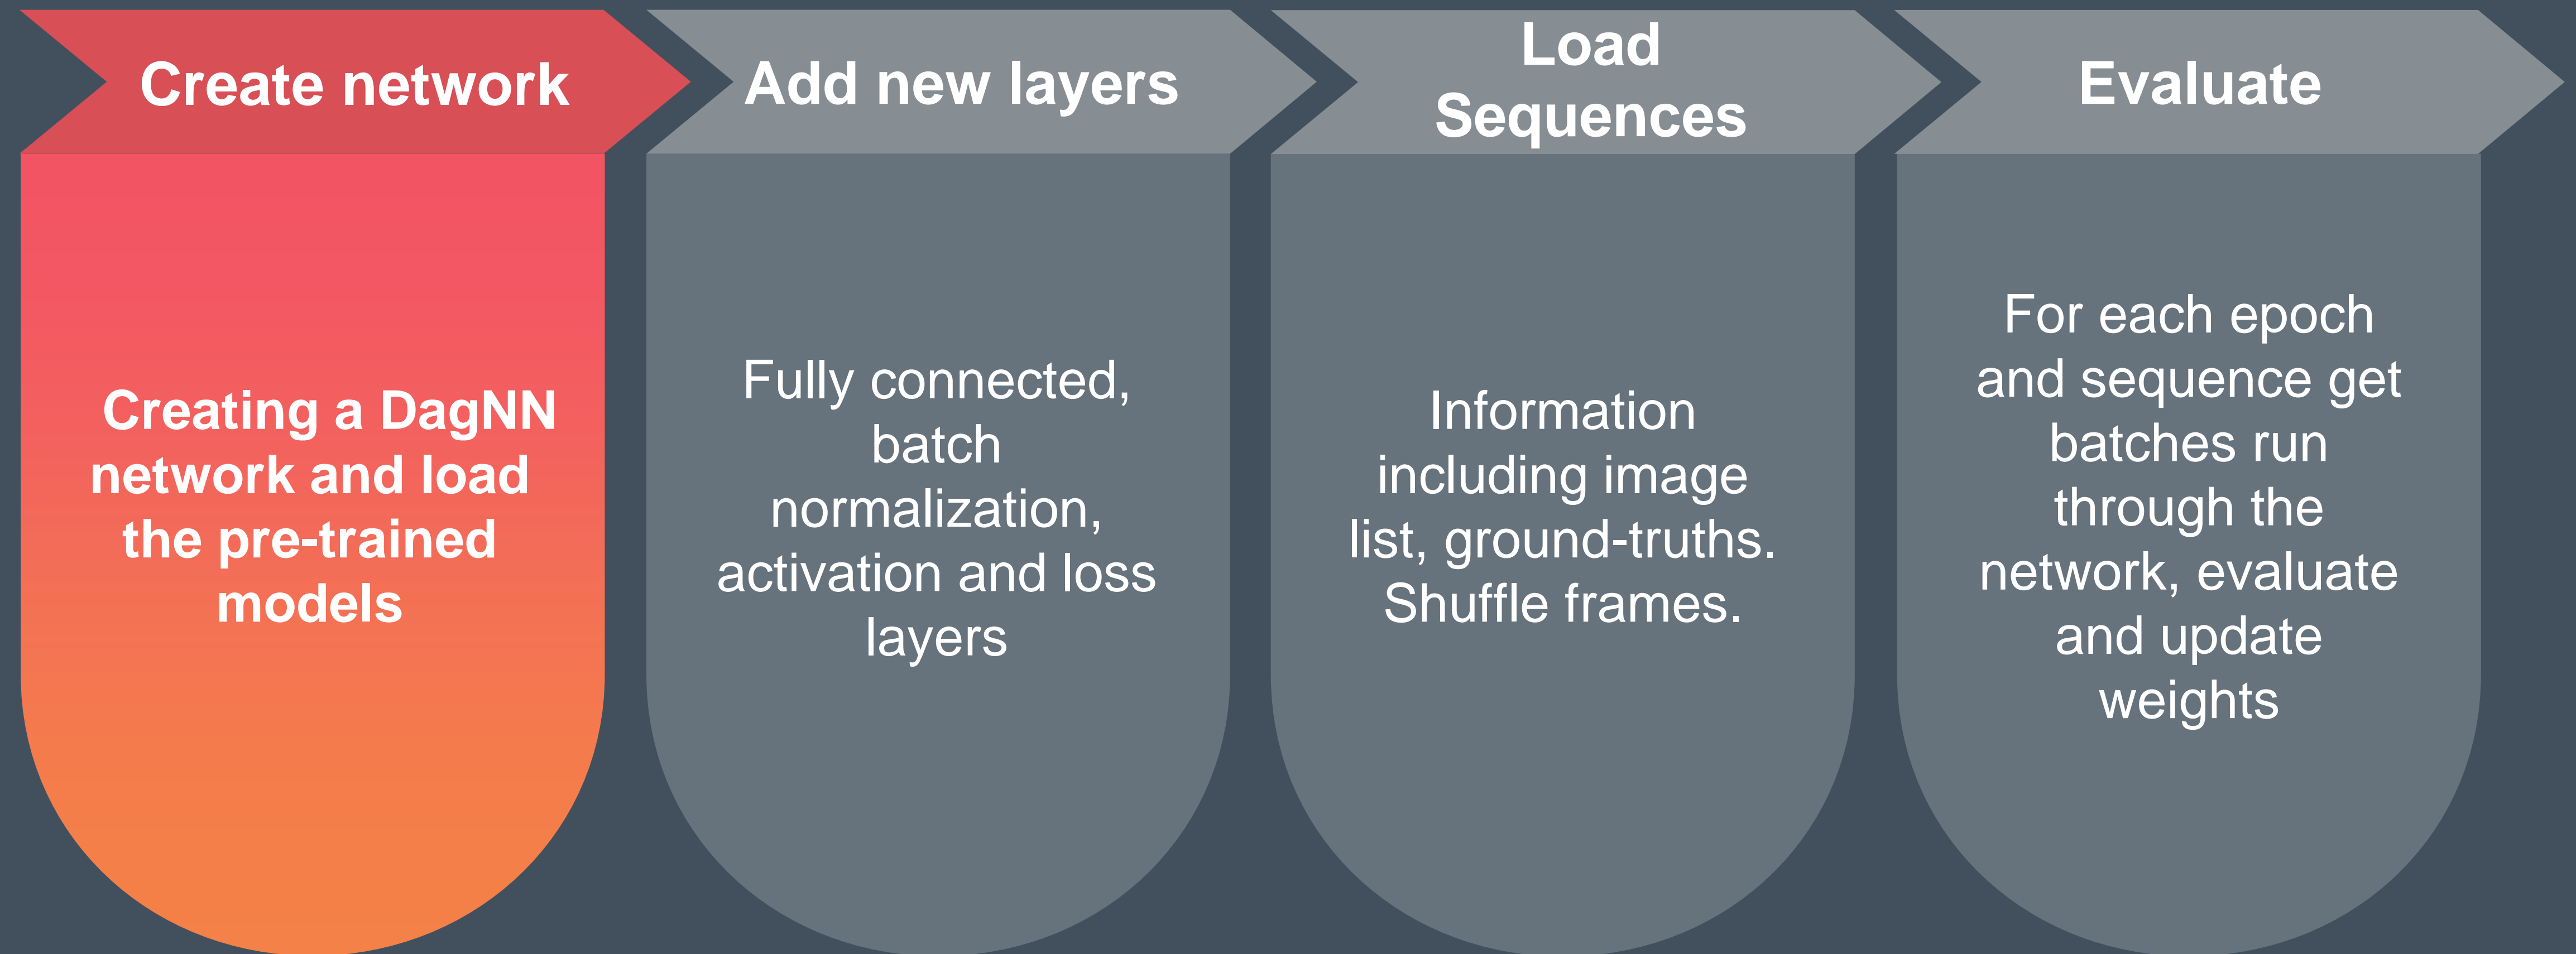 Create network
Creating a DagNN
network and load
the pre-trained
models
Add new layers
Fully connected,
batch
normalization,
activation and loss
layers
Load
Sequences
Information
including image
list, ground-truths.
Shuffle frames.
Evaluate
For each epoch
and sequence get
batches run
through the
network, evaluate
and update
weights